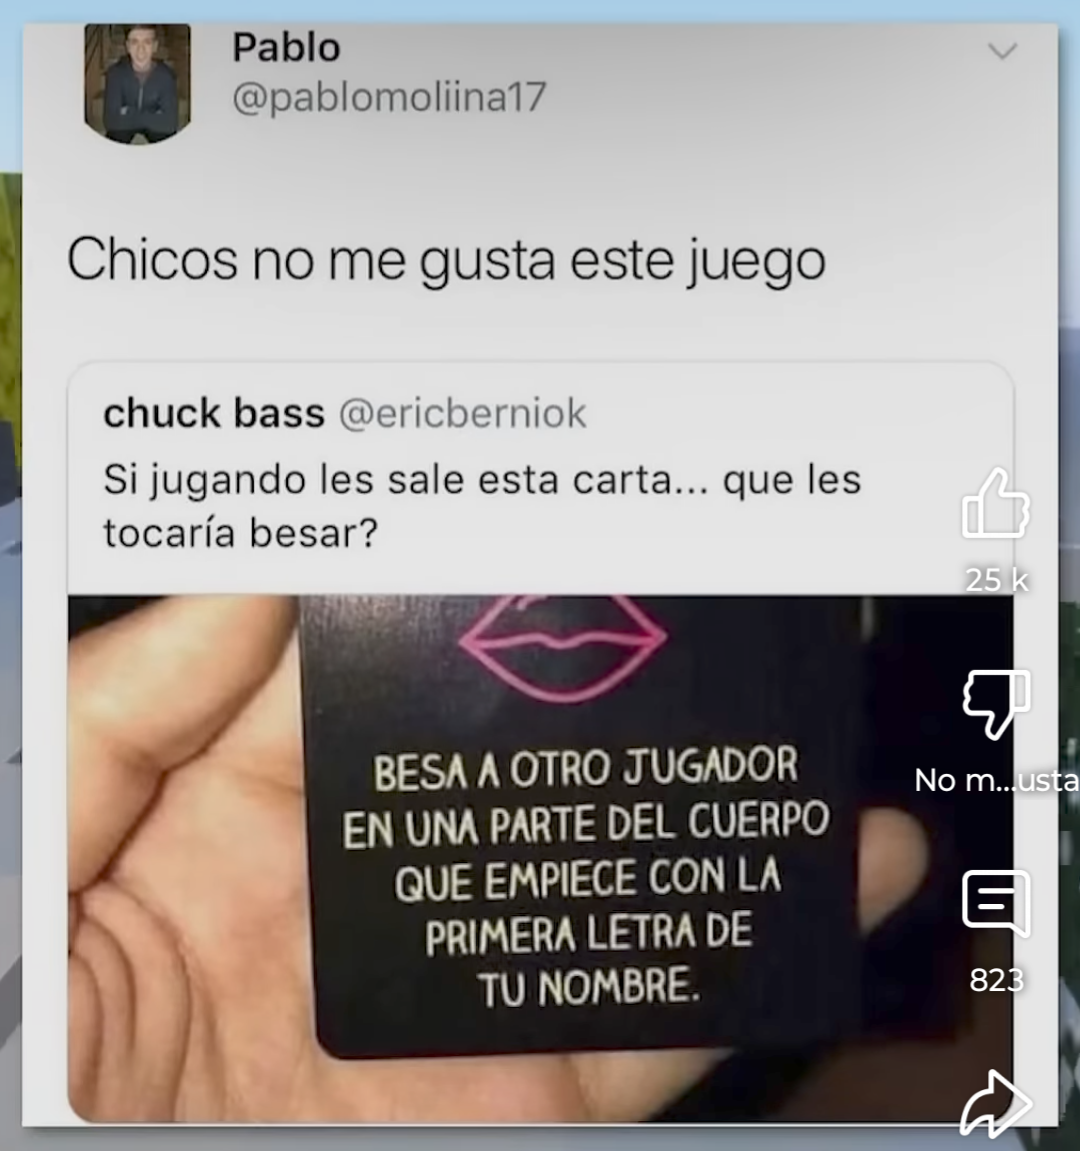 Pablo
@pablomoliina17
Chicos no me gusta este juego
chuck bass @ericberniok
Si jugando les sale esta carta... que les
tocaría besar?
25 k
BESA A OTRO JUGADOR
No m...usta
EN UNA PARTE DEL CUERPO
QUE EMPIECE CON LA
PRIMERA LETRA DE
TU NOMBRE.
823